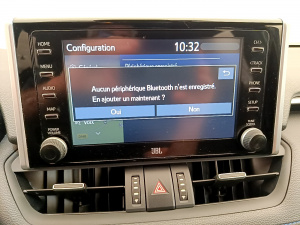 HOME
MENU
AUDIO
MAP
POWER
VOLUME
Configuration
10:32
Aucun périphérique Bluetooth n'est enregistré.
En ajouter un maintenant ?
Oui
Non
CH >
< TRACK
PHONE
SETUP
TUNE
JBL